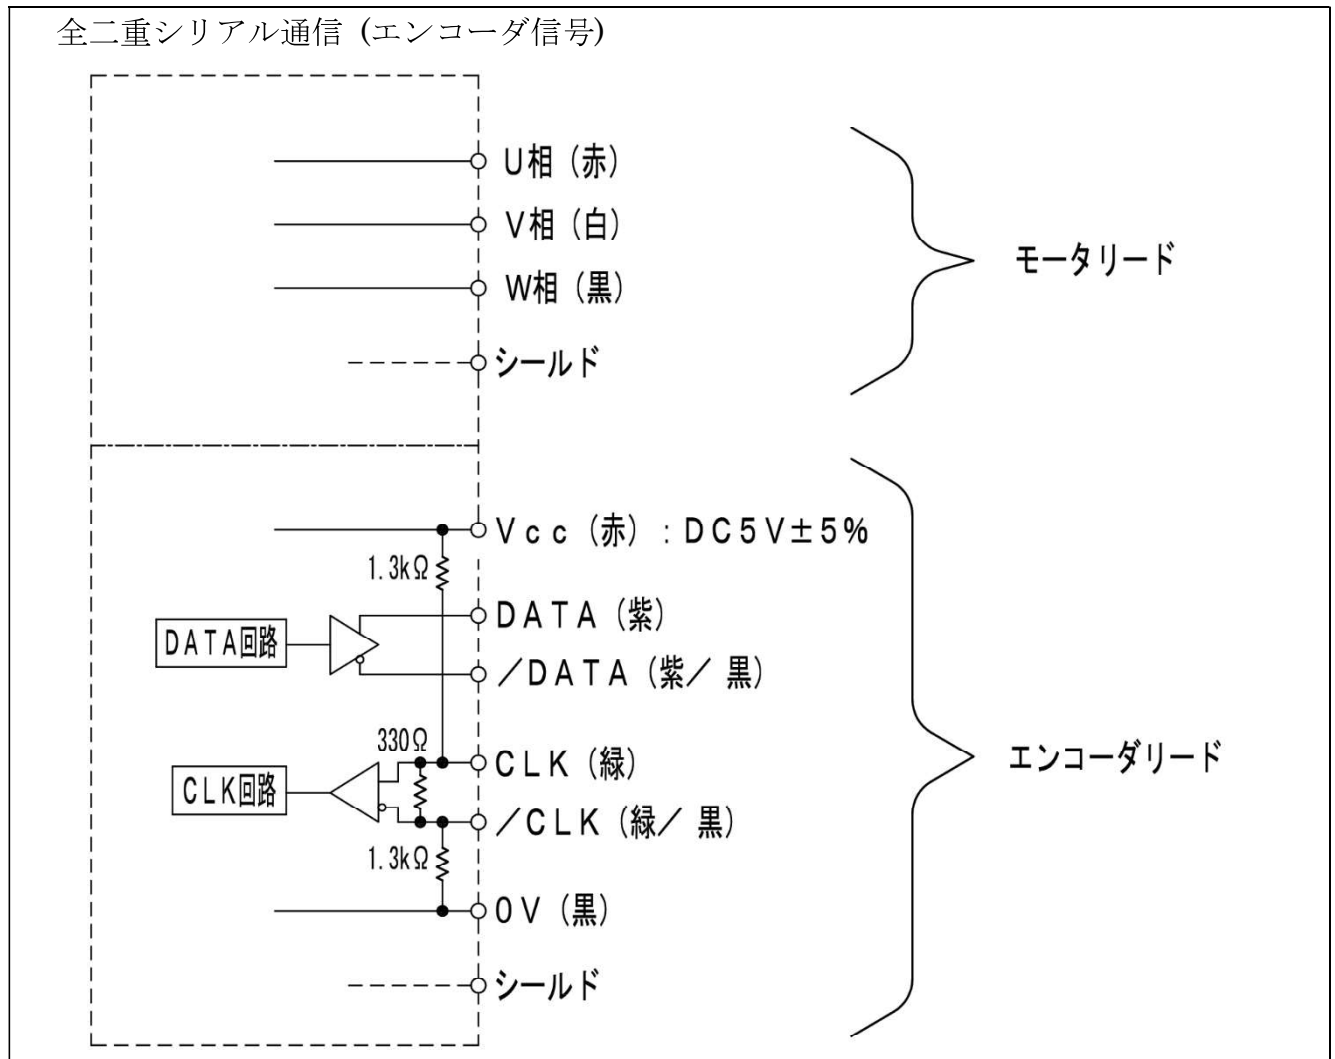 全二重シリアル通信 (エンコーダ信号)
U相 (赤)
V相 (白)
W相 (黒)
シールド
モータリード
Vcc (赤) : DC5V±5%
1.3kΩ
DATA (紫)
DATA回路
/DATA (紫/ 黒)
330Ω
CLK (緑)
CLK回路
/CLK (緑/ 黒)
1.3kΩ
0V (黒)
シールド
エンコーダリード